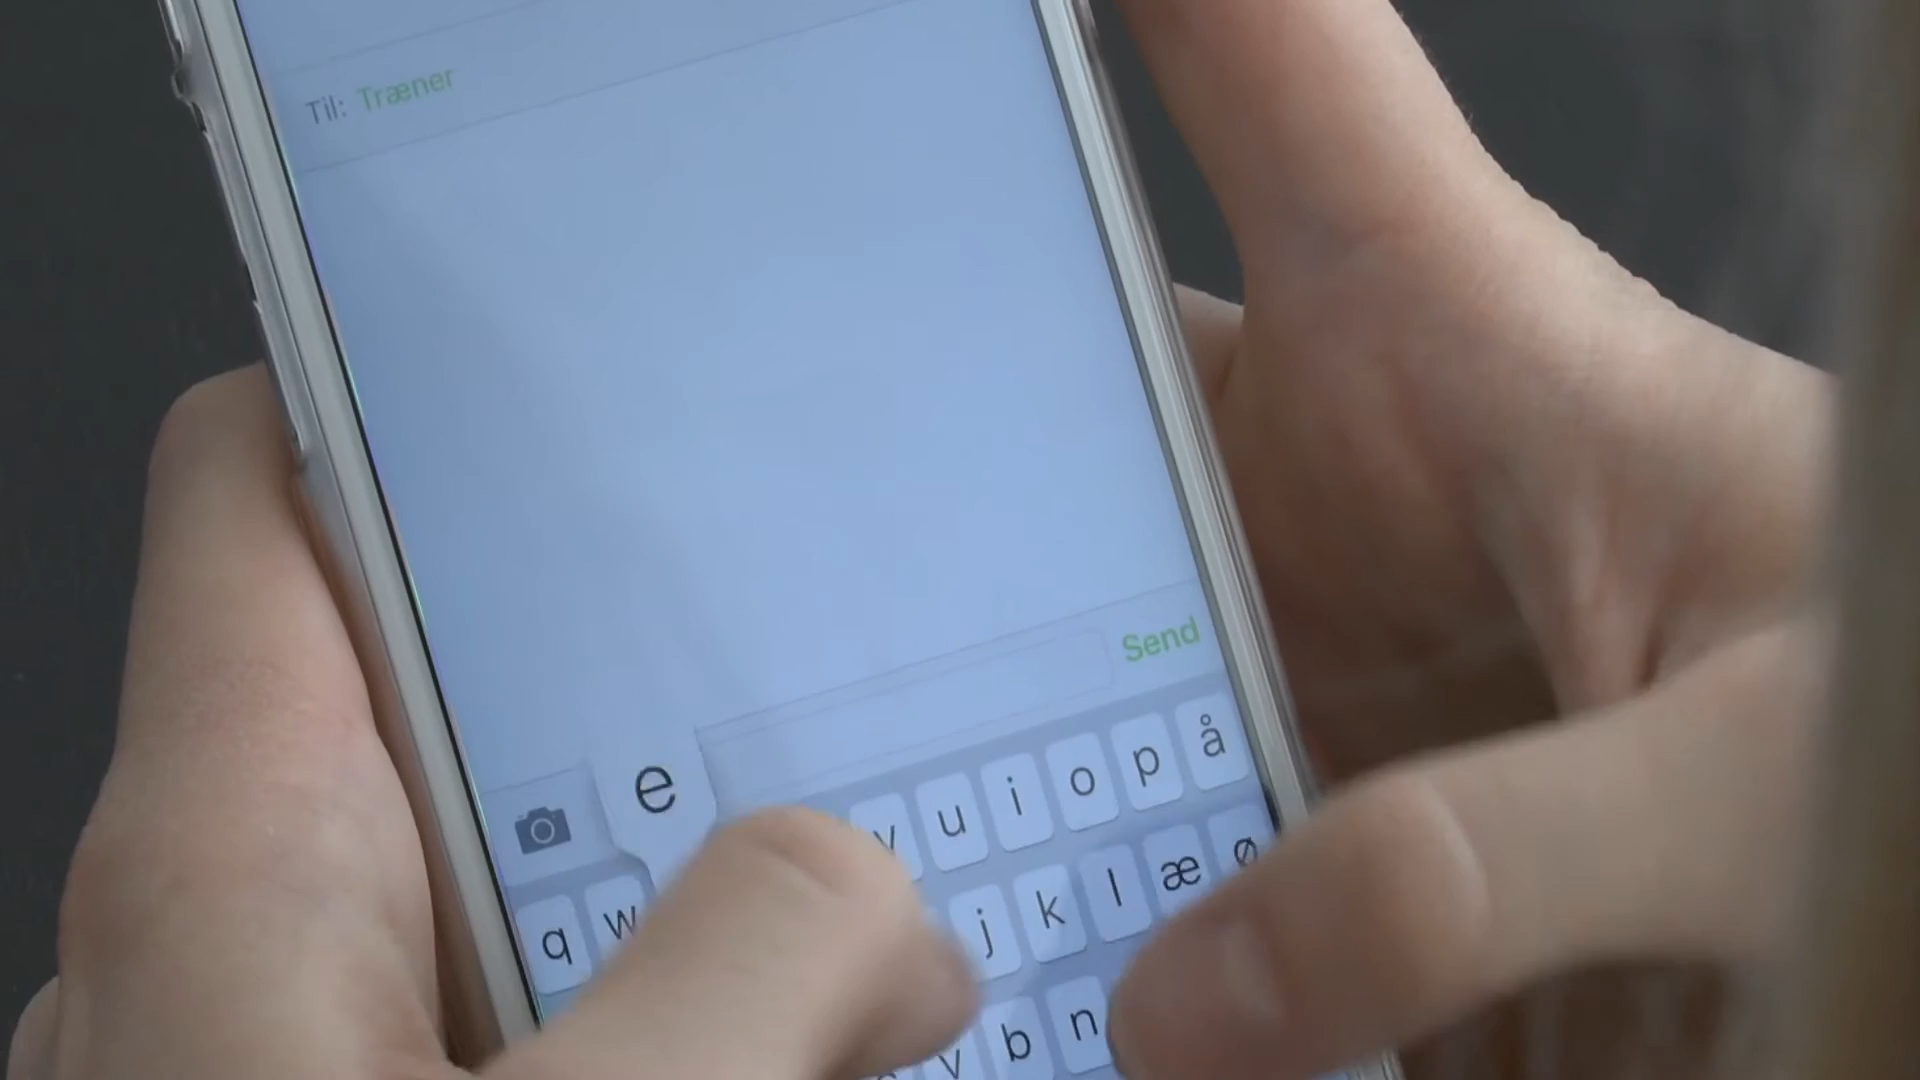 Til: Træner
Send
e
u i o p å
q w
j k l æ ø
v b n